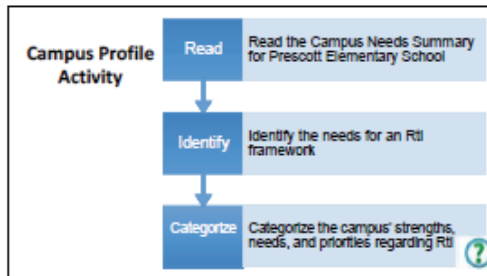 Campus Profile
Activity
Read
Read the Campus Needs Summary
for Prescott Elementary School
Identify
Identify the needs for an RtI
framework
Categorize
Categorize the campus' strengths,
needs, and priorities regarding RtI
?